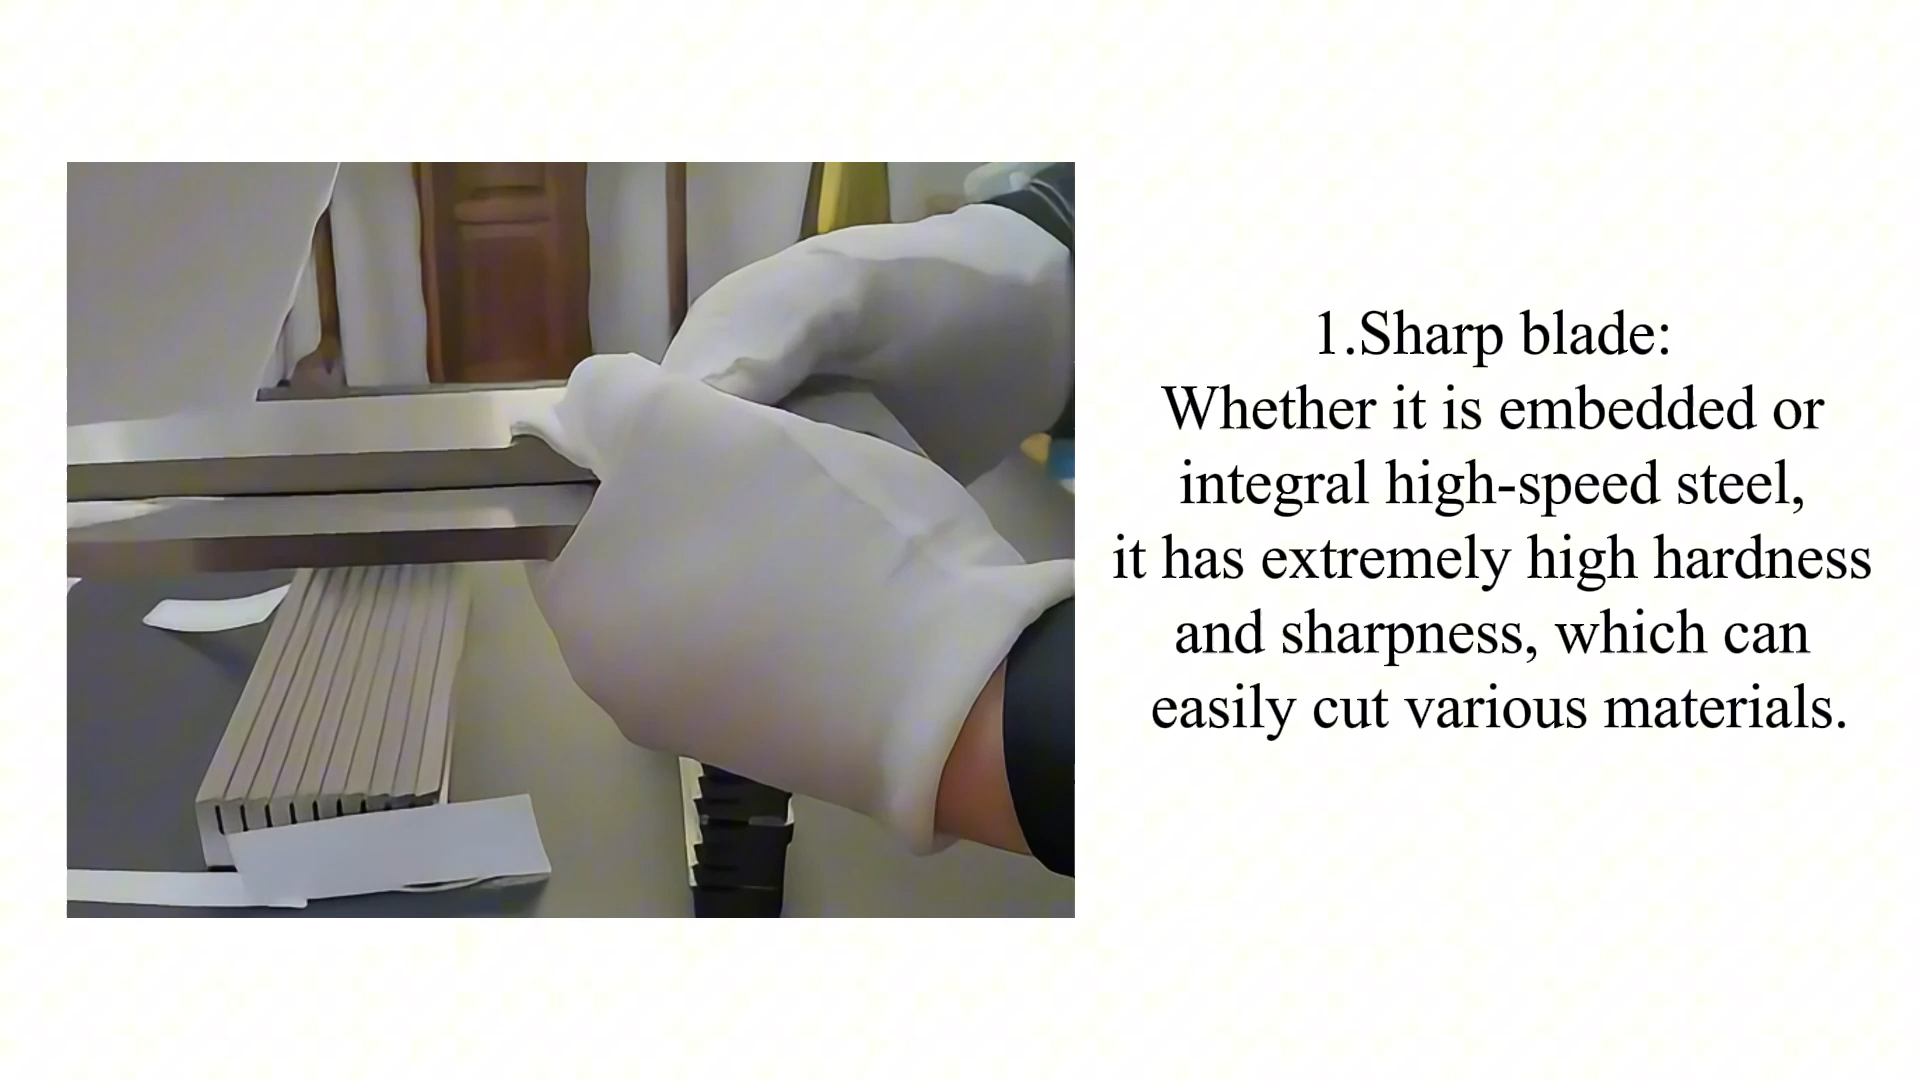 1.Sharp blade:
Whether it is embedded or
integral high-speed steel,
it has extremely high hardness
and sharpness, which can
easily cut various materials.